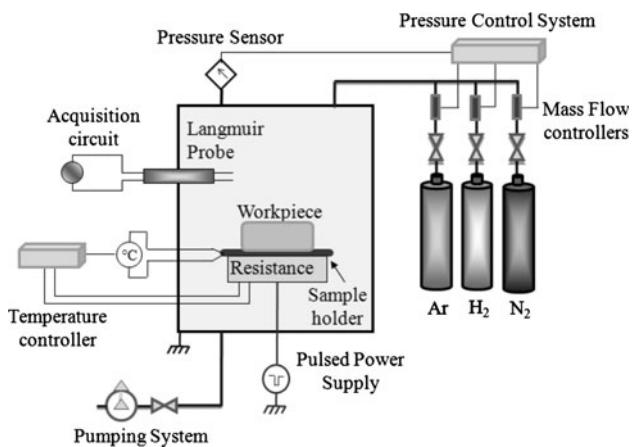 Pressure Control System
Pressure Sensor
Acquisition
circuit
Langmuir
Probe
Mass Flow
controllers
Workpiece
°C
Resistance
Sample
holder
Temperature
controller
Ar H₂ N₂
Pulsed Power
Supply
Pumping System